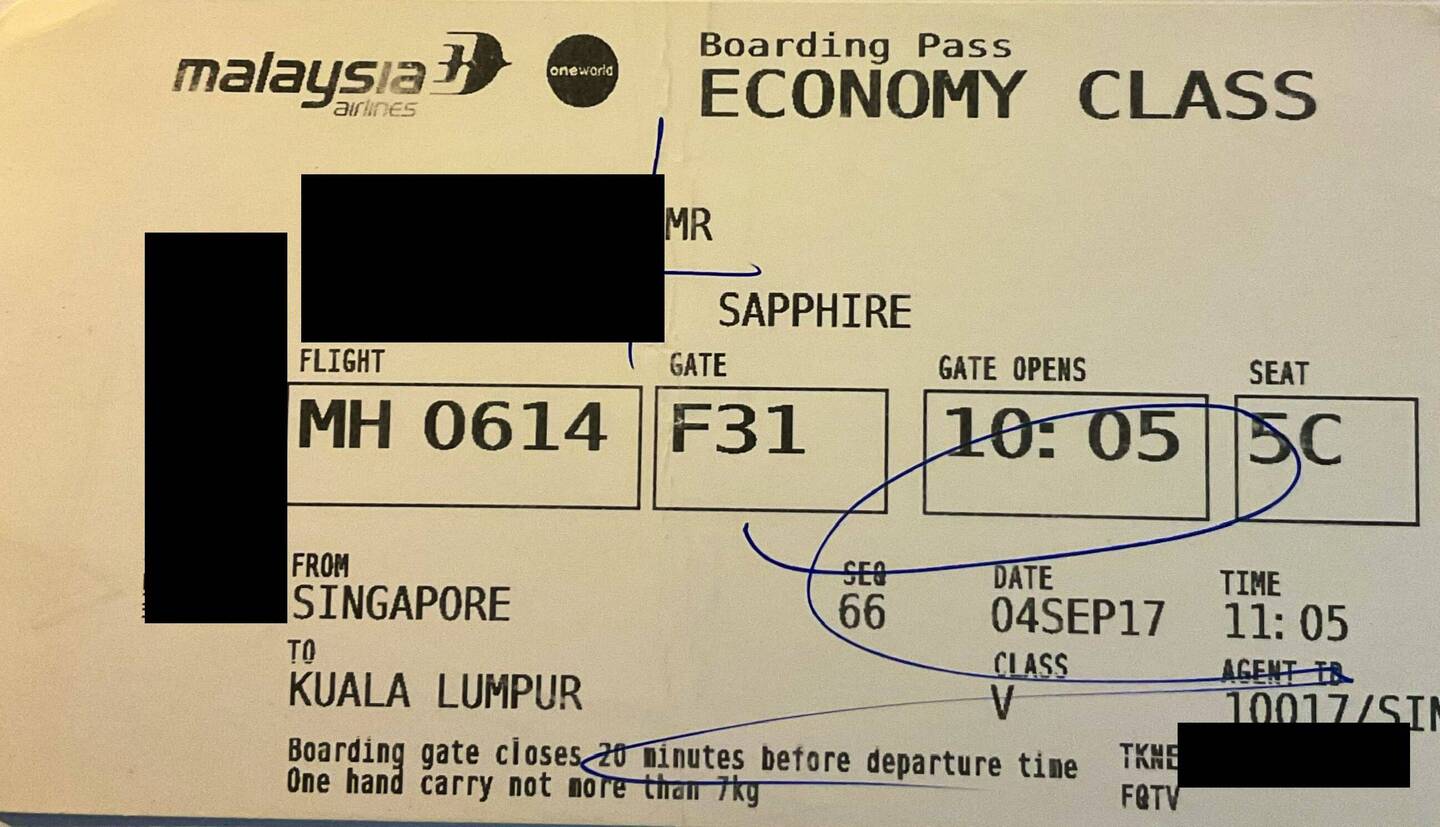 malaysia
airlines
oneworld
Boarding Pass
ECONOMY CLASS
MR
SAPPHIRE
FLIGHT GATE GATE OPENS SEAT
MH 0614 F31 10:05 5C
FROM SEQ DATE TIME
SINGAPORE 66 04SEP17 11:05
TO CLASS AGENT ID
KUALA LUMPUR V 10017/SIN
Boarding gate closes 20 minutes before departure time TKNE
One hand carry not more than 7kg FQTV